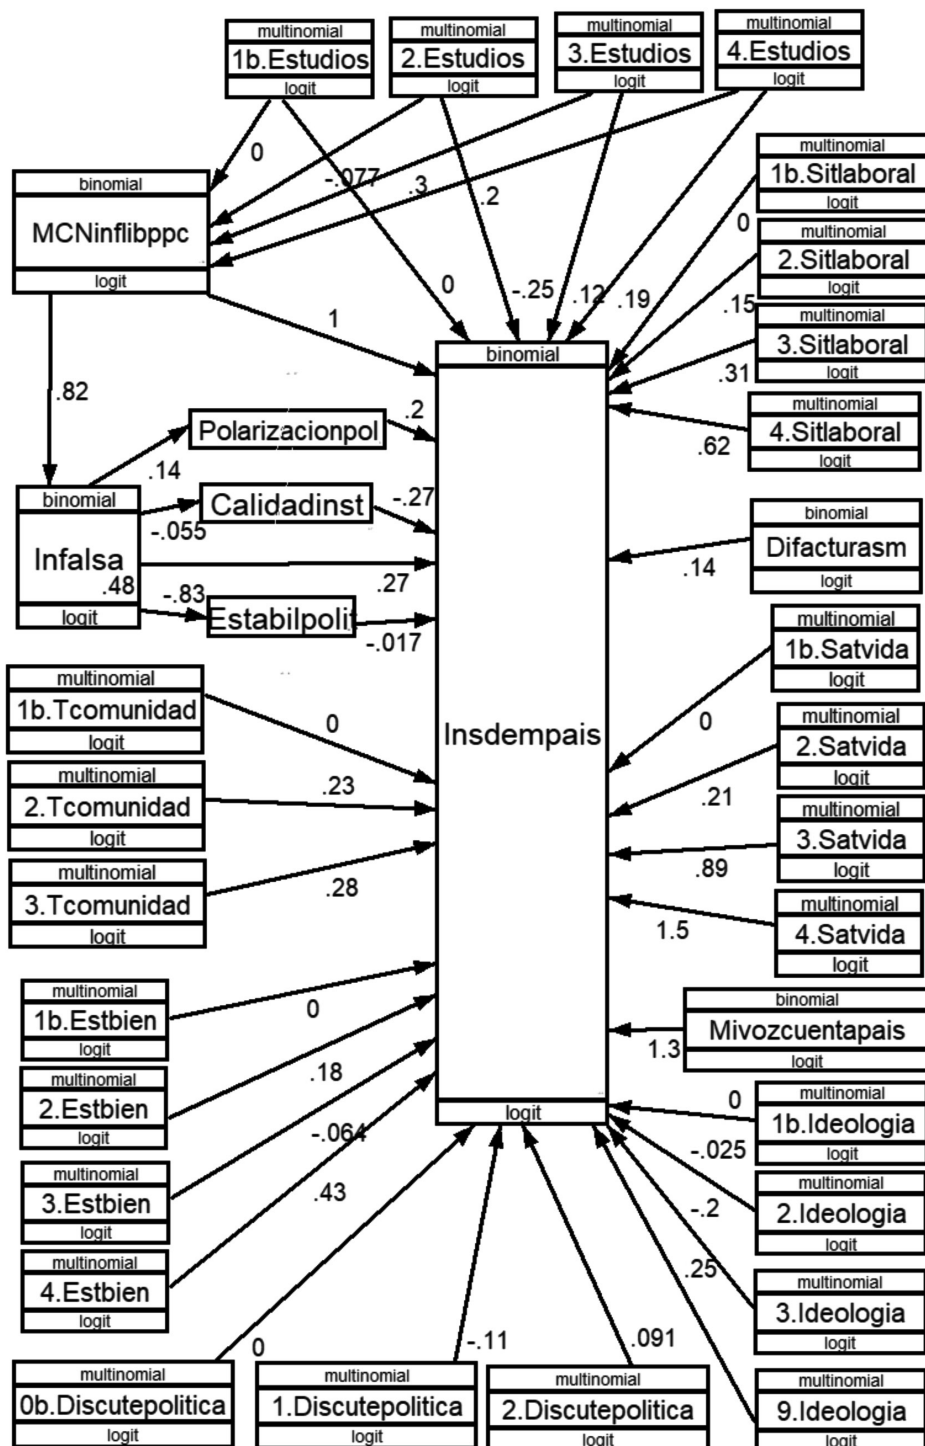 multinomial
1b.Estudios
logit
multinomial
2.Estudios
logit
multinomial
3.Estudios
logit
multinomial
4.Estudios
logit
0
-.077
.3
.2
0
-.25
.12
.19
binomial
MCNinflibppc
logit
1
.82
multinomial
1b.Sitlaboral
logit
0
multinomial
2.Sitlaboral
logit
.15
multinomial
3.Sitlaboral
logit
.31
multinomial
4.Sitlaboral
logit
.62
Polarizacionpol
.2
.14
binomial
Infalsa
.48
logit
Calidadinst
-.27
-.055
.27
-.83
Estabilpolit
-.017
binomial
Insdempais
logit
binomial
Difacturasm
logit
.14
multinomial
1b.Satvida
logit
0
multinomial
2.Satvida
logit
.21
multinomial
3.Satvida
logit
.89
multinomial
4.Satvida
logit
1.5
multinomial
1b.Tcomunidad
logit
0
multinomial
2.Tcomunidad
logit
.23
multinomial
3.Tcomunidad
logit
.28
multinomial
1b.Estbien
logit
0
multinomial
2.Estbien
logit
.18
multinomial
3.Estbien
logit
-.064
multinomial
4.Estbien
logit
.43
binomial
Mivozcuentapais
logit
1.3
multinomial
1b.Ideologia
logit
0
multinomial
2.Ideologia
logit
-.025
multinomial
3.Ideologia
logit
-.2
multinomial
9.Ideologia
logit
.25
multinomial
0b.Discutepolitica
logit
0
multinomial
1.Discutepolitica
logit
-.11
multinomial
2.Discutepolitica
logit
.091